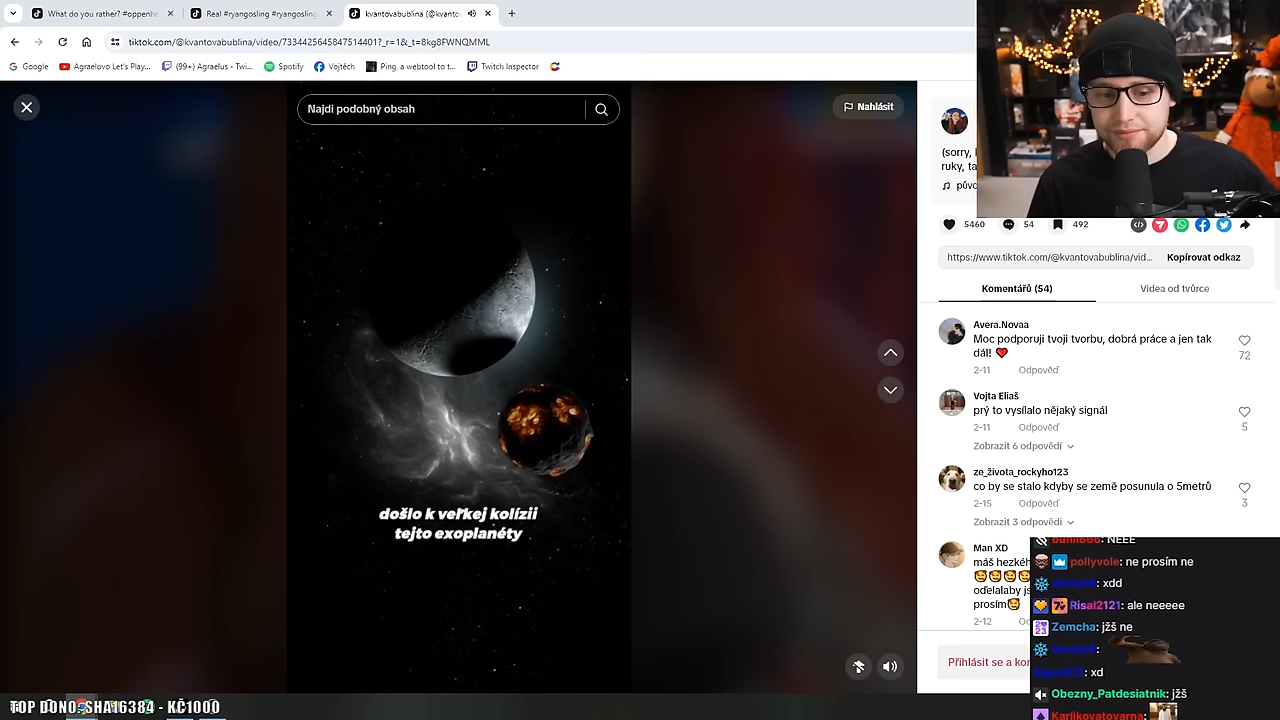 What do you rather? #oppenhe
Real #ryangosling #ryangosling
kvantovabublina (@kvanto
tiktok.com/@kvantovabublina/video/7334425645847514401?_r=1&_t=8kg8FWNQMML
Google
Agraelovo Let's Play...
(99+) Agraelus - Twi...
Spotify
Voltech
Ping, a webtool to t...
Twitch Inspector
Najdi podobný obsah
Nahlásit
došlo k veľkej kolízii
tejto exoplanéty
(sorry,
ruky, ta
půvo
5460
54
492
https://www.tiktok.com/@kvantovabublina/vid...
Kopírovat odkaz
Komentářů (54)
Videa od tvůrce
Avera.Novaa
Moc podporuji tvoji tvorbu, dobrá práce a jen tak
dál! ❤️
72
2-11 Odpověď
Vojta Eliaš
prý to vysílalo nějaký signál
5
2-11 Odpověď
Zobrazit 6 odpovědí
ze_života_rockyho123
co by se stalo kdyby se země posunula o 5metrů
3
2-15 Odpověď
Zobrazit 3 odpovědi
Man XD
máš hezkéh
odelalaby js
prosím🥰
2-12
Přihlásit se a kor
NEEE
pollyvole: ne prosím ne
: xdd
Risal2121: ale neeeee
Zemcha: jžš ne
: xd
Obezny_Patdesiatnik: jžš
Karlikovatovarna:
TOP DONO: SHA16384 - KČ1000